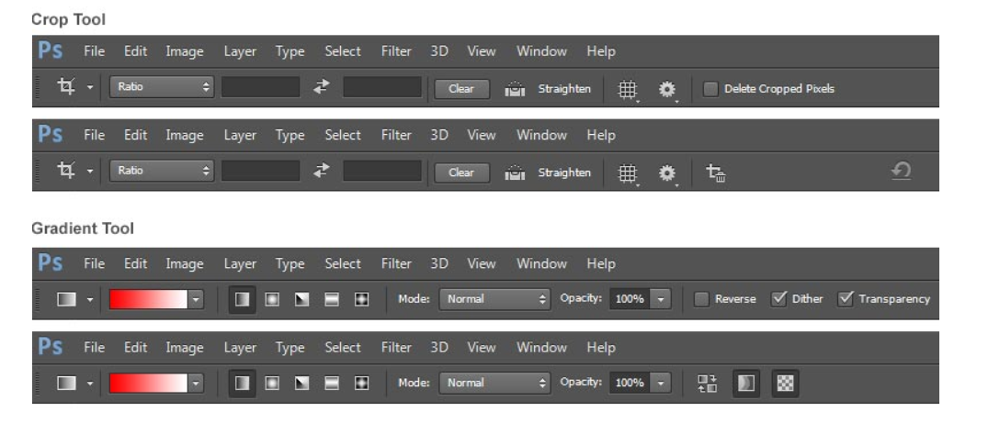 Crop Tool
Ps File Edit Image Layer Type Select Filter 3D View Window Help
Ratio Clear Straighten Delete Cropped Pixels
Ps File Edit Image Layer Type Select Filter 3D View Window Help
Ratio Clear Straighten
Gradient Tool
Ps File Edit Image Layer Type Select Filter 3D View Window Help
Mode: Normal Opacity: 100% Reverse Dither Transparency
Ps File Edit Image Layer Type Select Filter 3D View Window Help
Mode: Normal Opacity: 100%